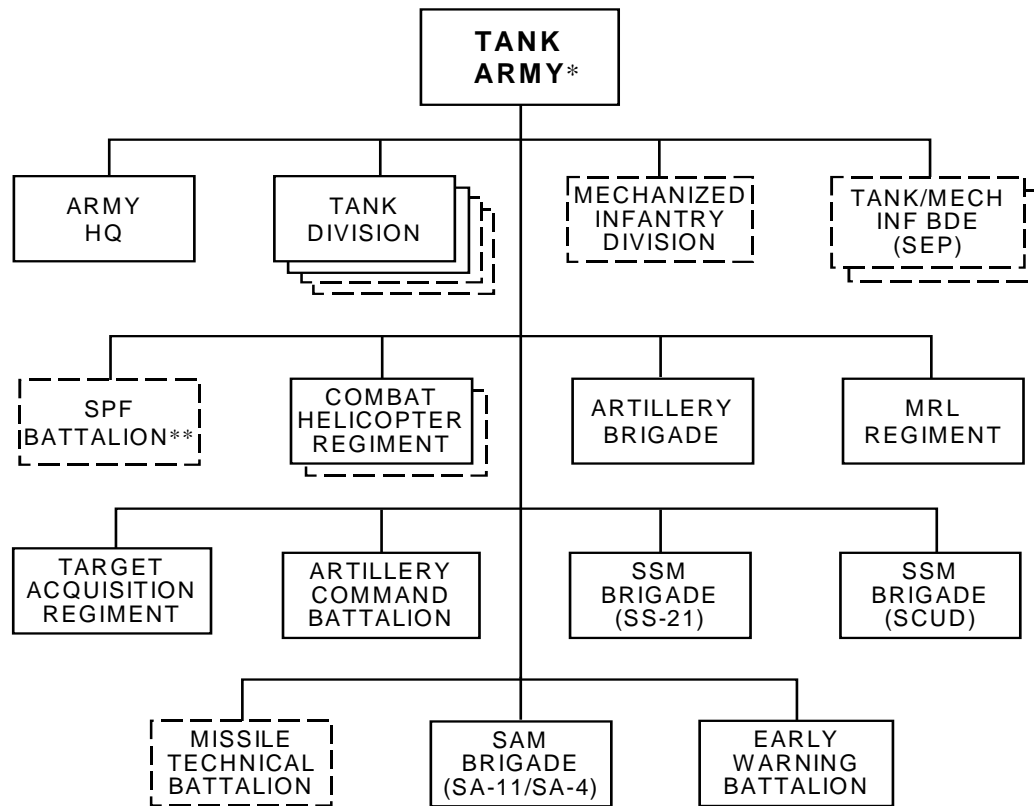 TANK
ARMY*
ARMY
HQ
TANK
DIVISION
MECHANIZED
INFANTRY
DIVISION
TANK/MECH
INF BDE
(SEP)
SPF
BATTALION**
COMBAT
HELICOPTER
REGIMENT
ARTILLERY
BRIGADE
MRL
REGIMENT
TARGET
ACQUISITION
REGIMENT
ARTILLERY
COMMAND
BATTALION
SSM
BRIGADE
(SS-21)
SSM
BRIGADE
(SCUD)
MISSILE
TECHNICAL
BATTALION
SAM
BRIGADE
(SA-11/SA-4)
EARLY
WARNING
BATTALION